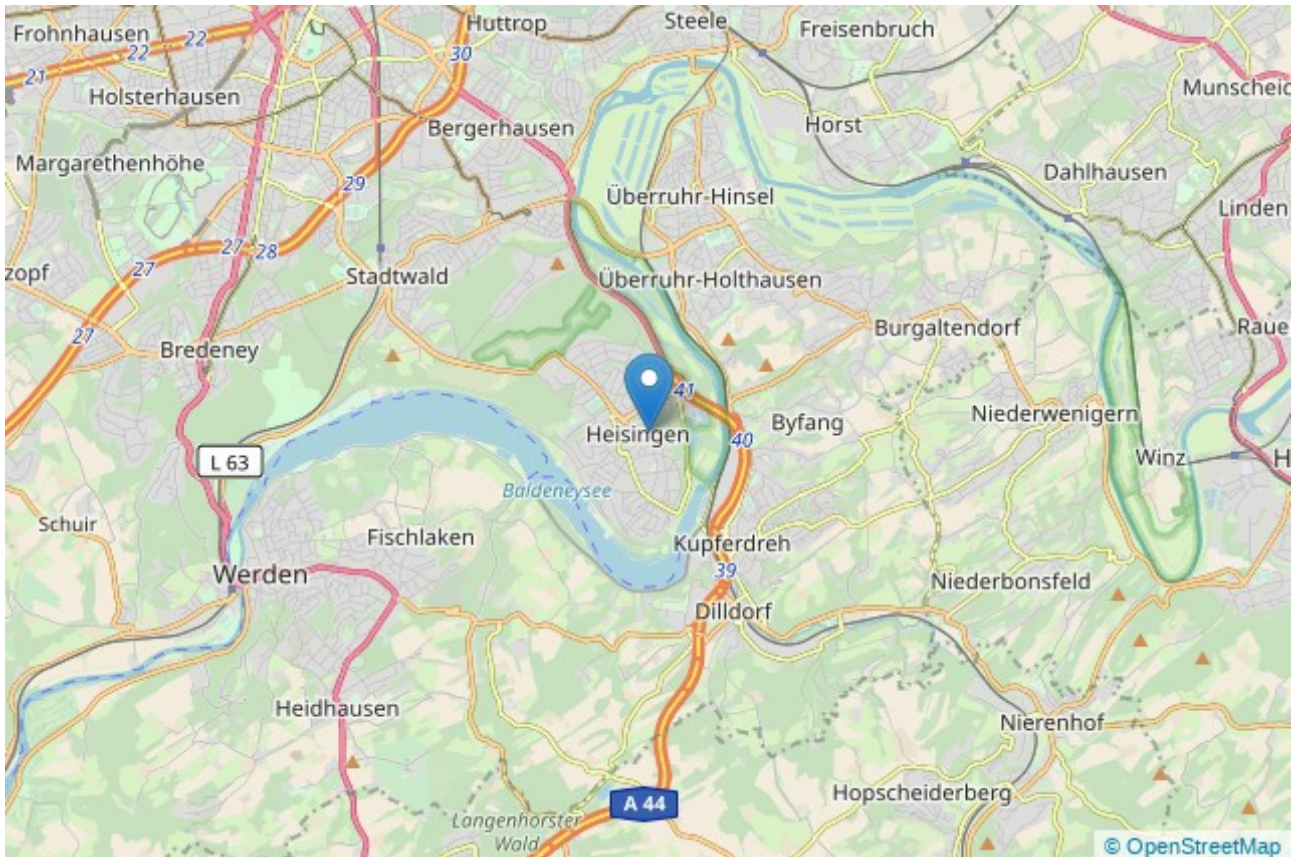 Steele
Huttrop
Freisenbruch
Frohnhausen
22
22
30
21
Holsterhausen
Munscheid
Bergerhausen
Horst
Margarethenhöhe
Dahlhausen
29
Überruhr-Hinsel
Linden
27
28
zopf
27
Stadtwald
Überruhr-Holthausen
27
Burgaltendorf
Raue
Bredeney
41
Niederwenigern
Byfang
Heisingen
40
L 63
Winz
H
Baldeneysee
Schuir
Fischlaken
Kupferdreh
39
Werden
Niederbonsfeld
Dilldorf
Heidhausen
Nierenhof
Hopscheiderberg
A 44
Langenhorster
Wald
© OpenStreetMap